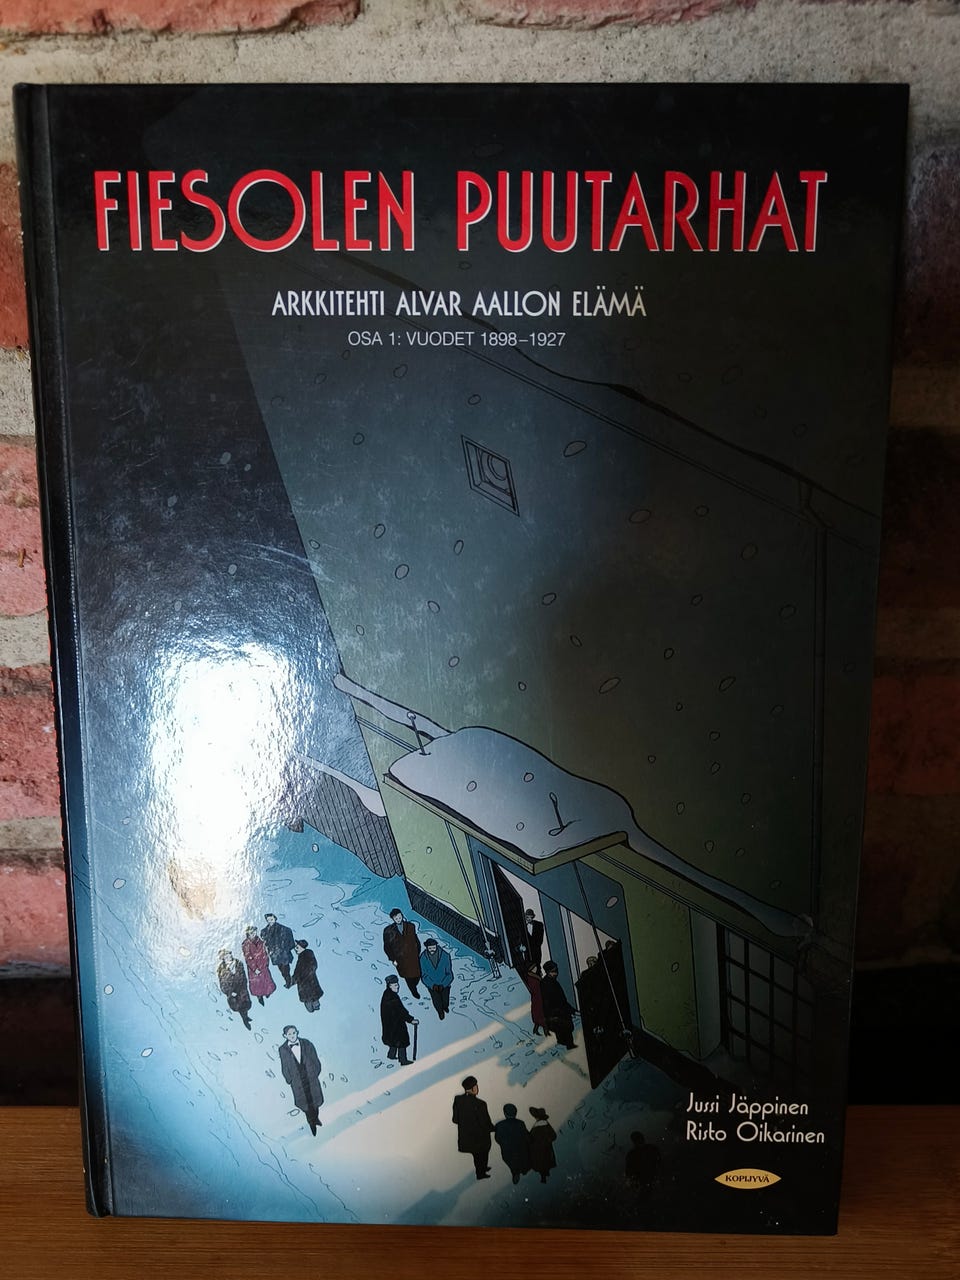 FIESOLEN PUUTARHAT
ARKKITEHTI ALVAR AALLON ELÄMÄ
OSA 1: VUODET 1898–1927
Jussi Jäppinen
Risto Oikarinen
KOPIJYVÄ